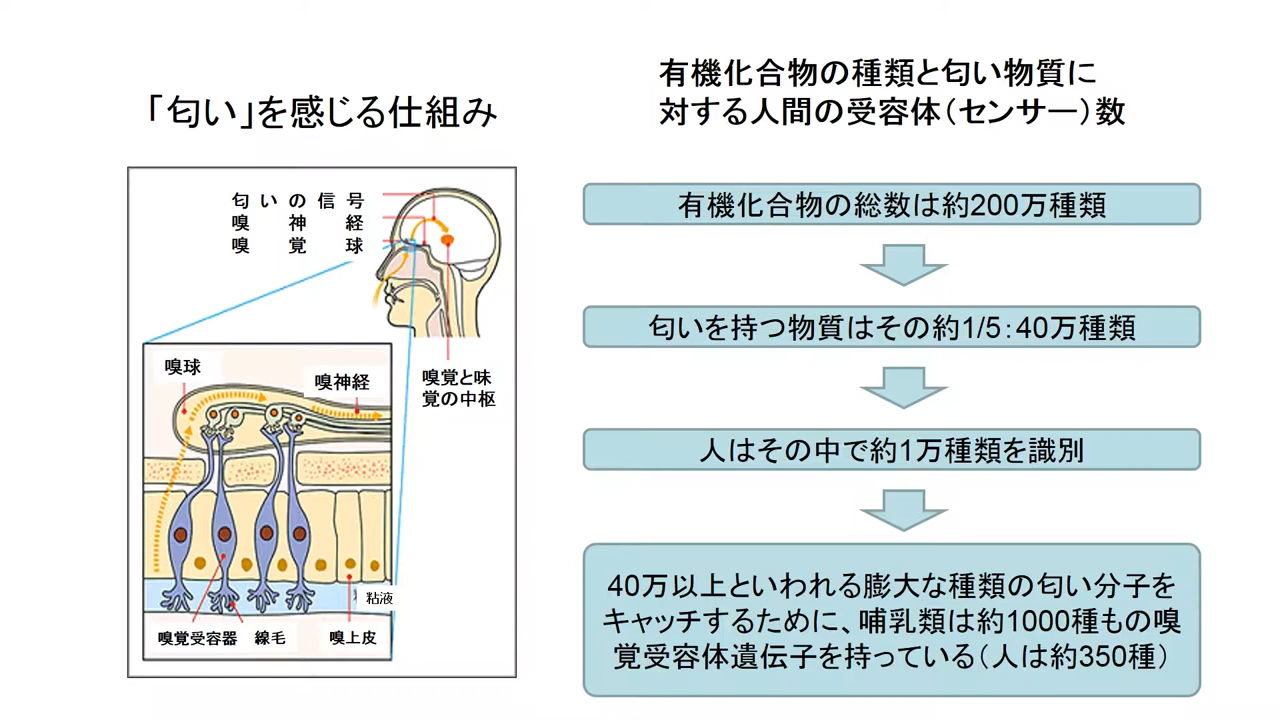 「匂い」を感じる仕組み
匂いの信号
嗅神経
嗅覚球
嗅覚と味
覚の中枢
嗅球
嗅神経
粘液
嗅覚受容器
線毛
嗅上皮
有機化合物の種類と匂い物質に
対する人間の受容体（センサー）数
有機化合物の総数は約200万種類
匂いを持つ物質はその約1/5：40万種類
人はその中で約1万種類を識別
40万以上といわれる膨大な種類の匂い分子を
キャッチするために、哺乳類は約1000種もの嗅
覚受容体遺伝子を持っている（人は約350種）